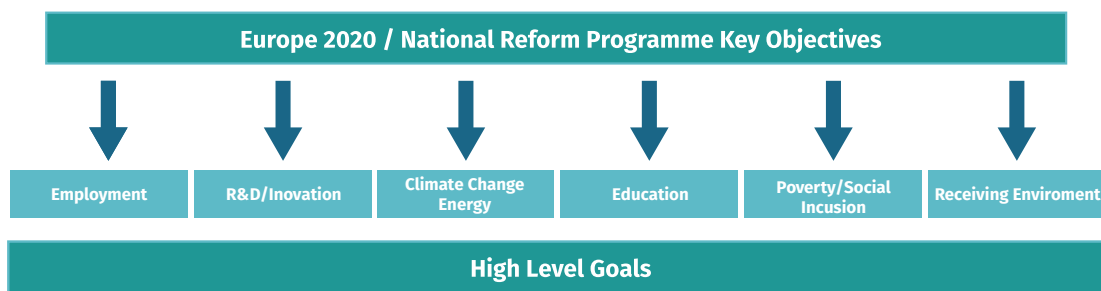 Europe 2020 / National Reform Programme Key Objectives
Employment
R&D/Inovation
Climate Change
Energy
Education
Poverty/Social
Incusion
Receiving Enviroment
High Level Goals